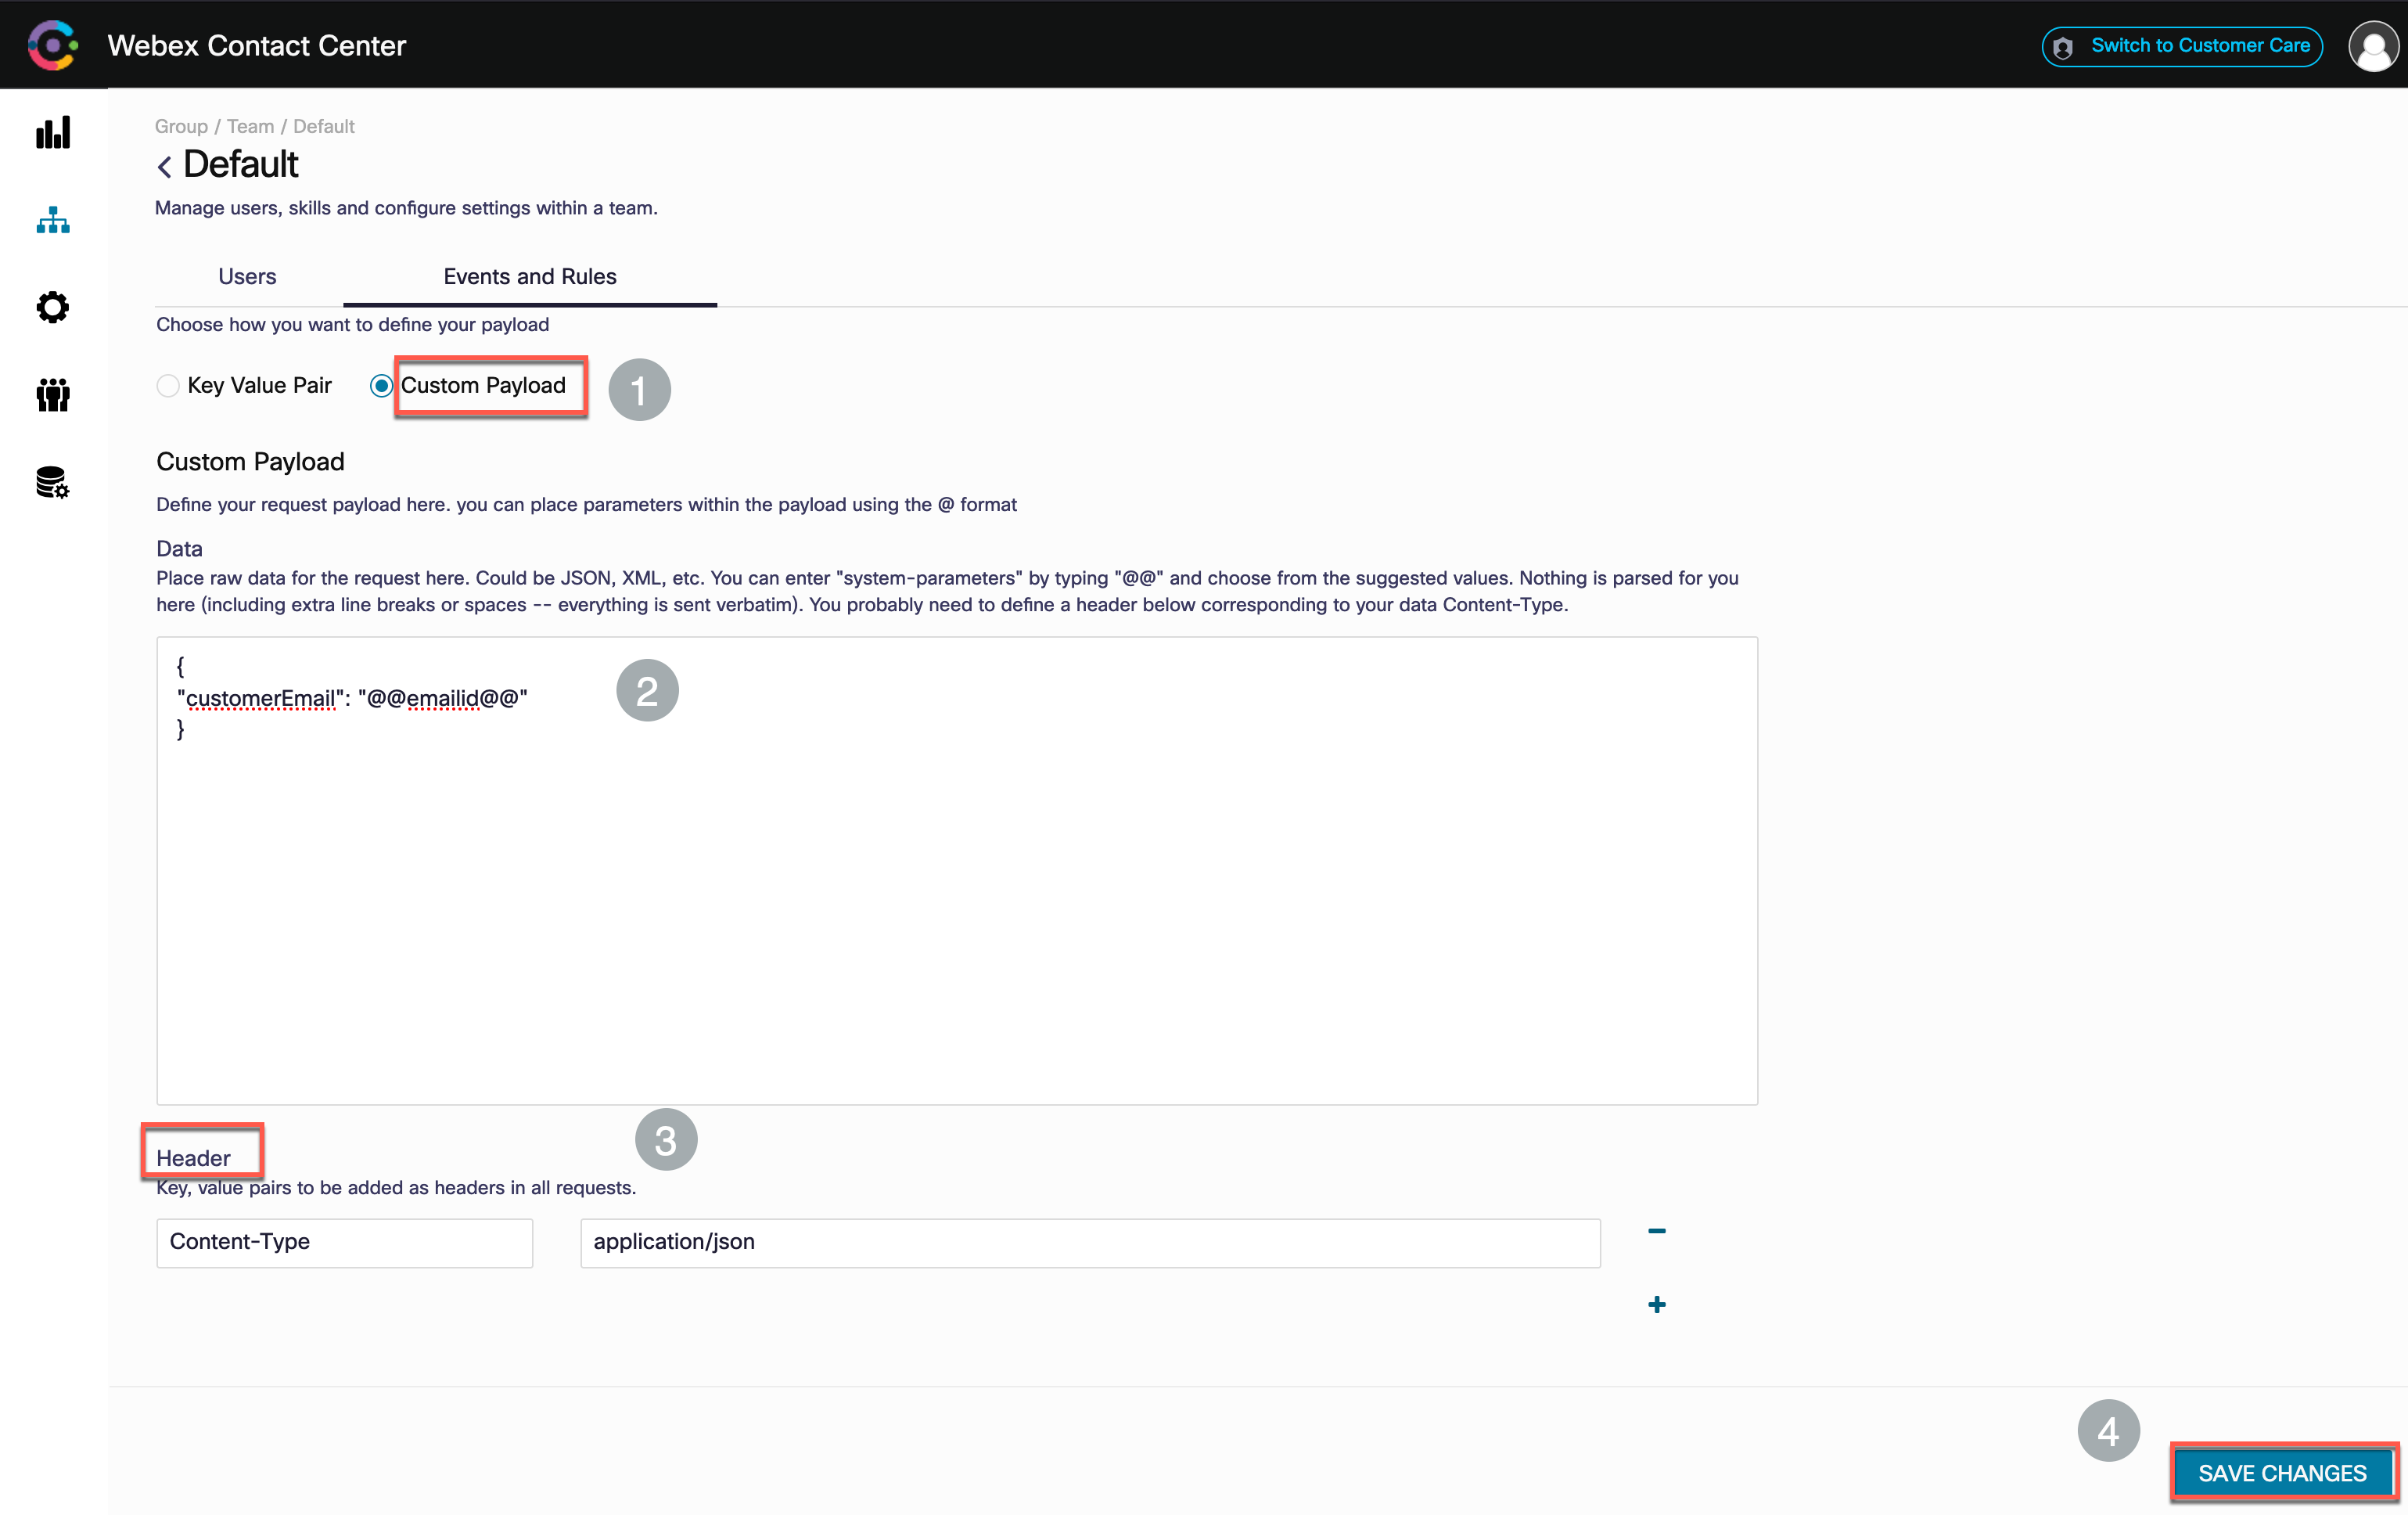 Webex Contact Center
Switch to Customer Care
Group / Team / Default
Default
Manage users, skills and configure settings within a team.
Users
Events and Rules
Choose how you want to define your payload
Key Value Pair
Custom Payload
1
Custom Payload
Define your request payload here. you can place parameters within the payload using the @ format
Data
Place raw data for the request here. Could be JSON, XML, etc. You can enter "system-parameters" by typing "@@" and choose from the suggested values. Nothing is parsed for you
here (including extra line breaks or spaces -- everything is sent verbatim). You probably need to define a header below corresponding to your data Content-Type.
{
"customerEmail": "@@emailid@@"
}
2
3
Header
Key, value pairs to be added as headers in all requests.
Content-Type
application/json
4
SAVE CHANGES